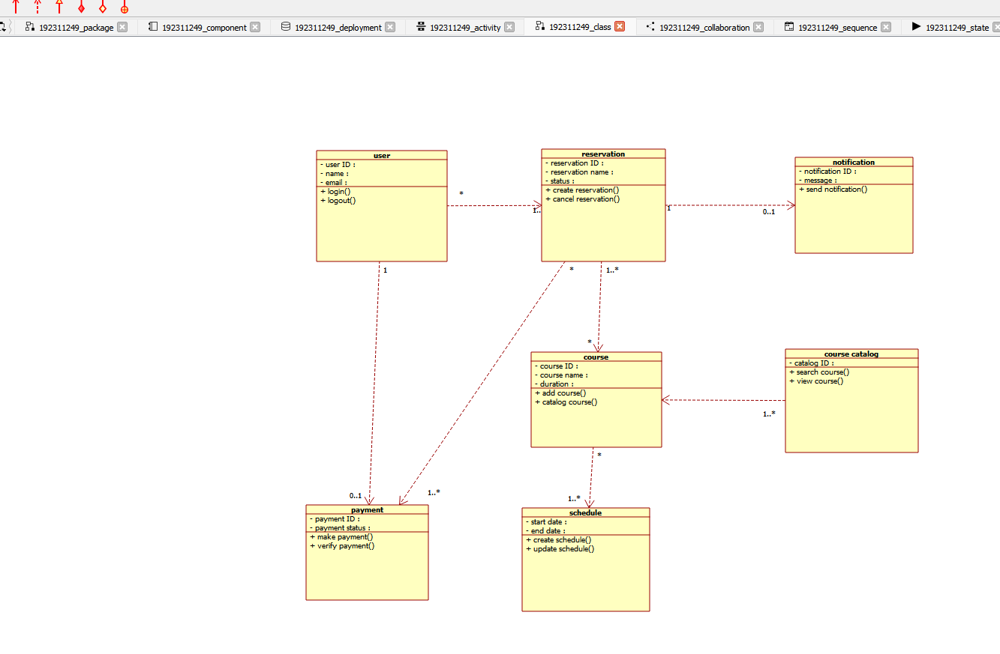 192311249_package
192311249_component
192311249_deployment
192311249_activity
192311249_class
192311249_collaboration
192311249_sequence
192311249_state
user
- user ID :
- name :
- email :
+ login()
+ logout()
reservation
- reservation ID :
- reservation name :
- status :
+ create reservation()
+ cancel reservation()
notification
- notification ID :
- message :
+ send notification()
*
1..
1
0..1
1
*
1..*
*
course
- course ID :
- course name :
- duration :
+ add course()
+ catalog course()
course catalog
- catalog ID :
+ search course()
+ view course()
1..*
*
0..1
1..*
1..*
payment
- payment ID :
- payment status :
+ make payment()
+ verify payment()
schedule
- start date :
- end date :
+ create schedule()
+ update schedule()